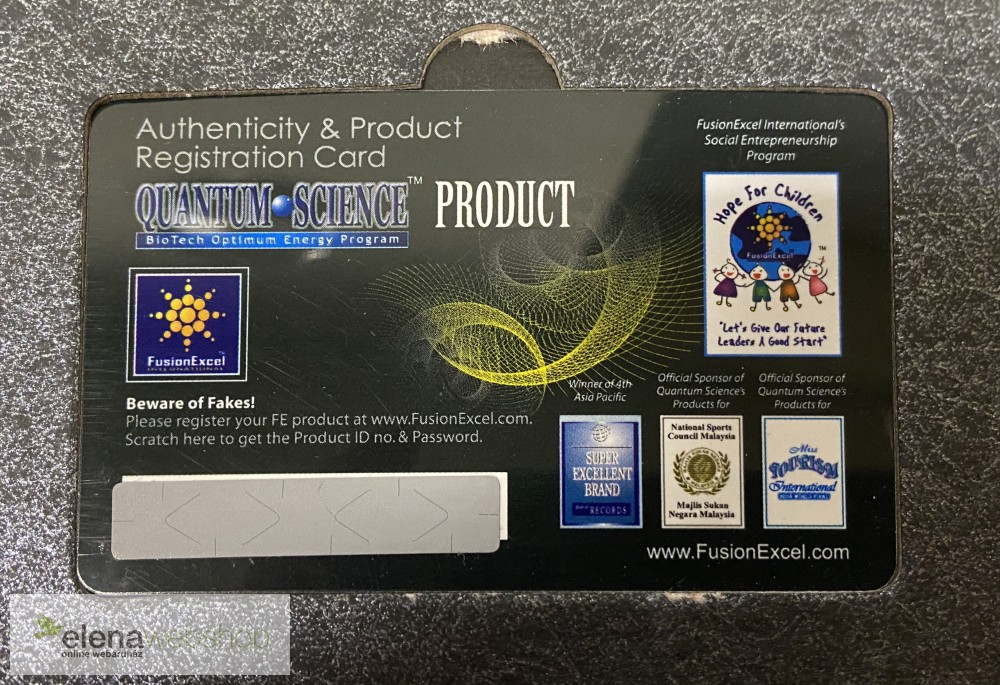 Authenticity & Product
Registration Card
QUANTUM SCIENCE™ PRODUCT
BioTech Optimum Energy Program
FusionExcel™
INTERNATIONAL
Beware of Fakes!
Please register your FE product at www.FusionExcel.com.
Scratch here to get the Product ID no. & Password.
FusionExcel International's
Social Entrepreneurship
Program
Hope For Children
FusionExcel
TM
"Let's Give Our Future
Leaders A Good Start"
Winner of 4th
Asia Pacific
SUPER
EXCELLENT
BRAND
RECORDS
Official Sponsor of
Quantum Science's
Products for
National Sports
Council Malaysia
Majlis Sukan
Negara Malaysia
Official Sponsor of
Quantum Science's
Products for
Miss
TOURISM
International
www.FusionExcel.com
elenawebshop
online webáruház